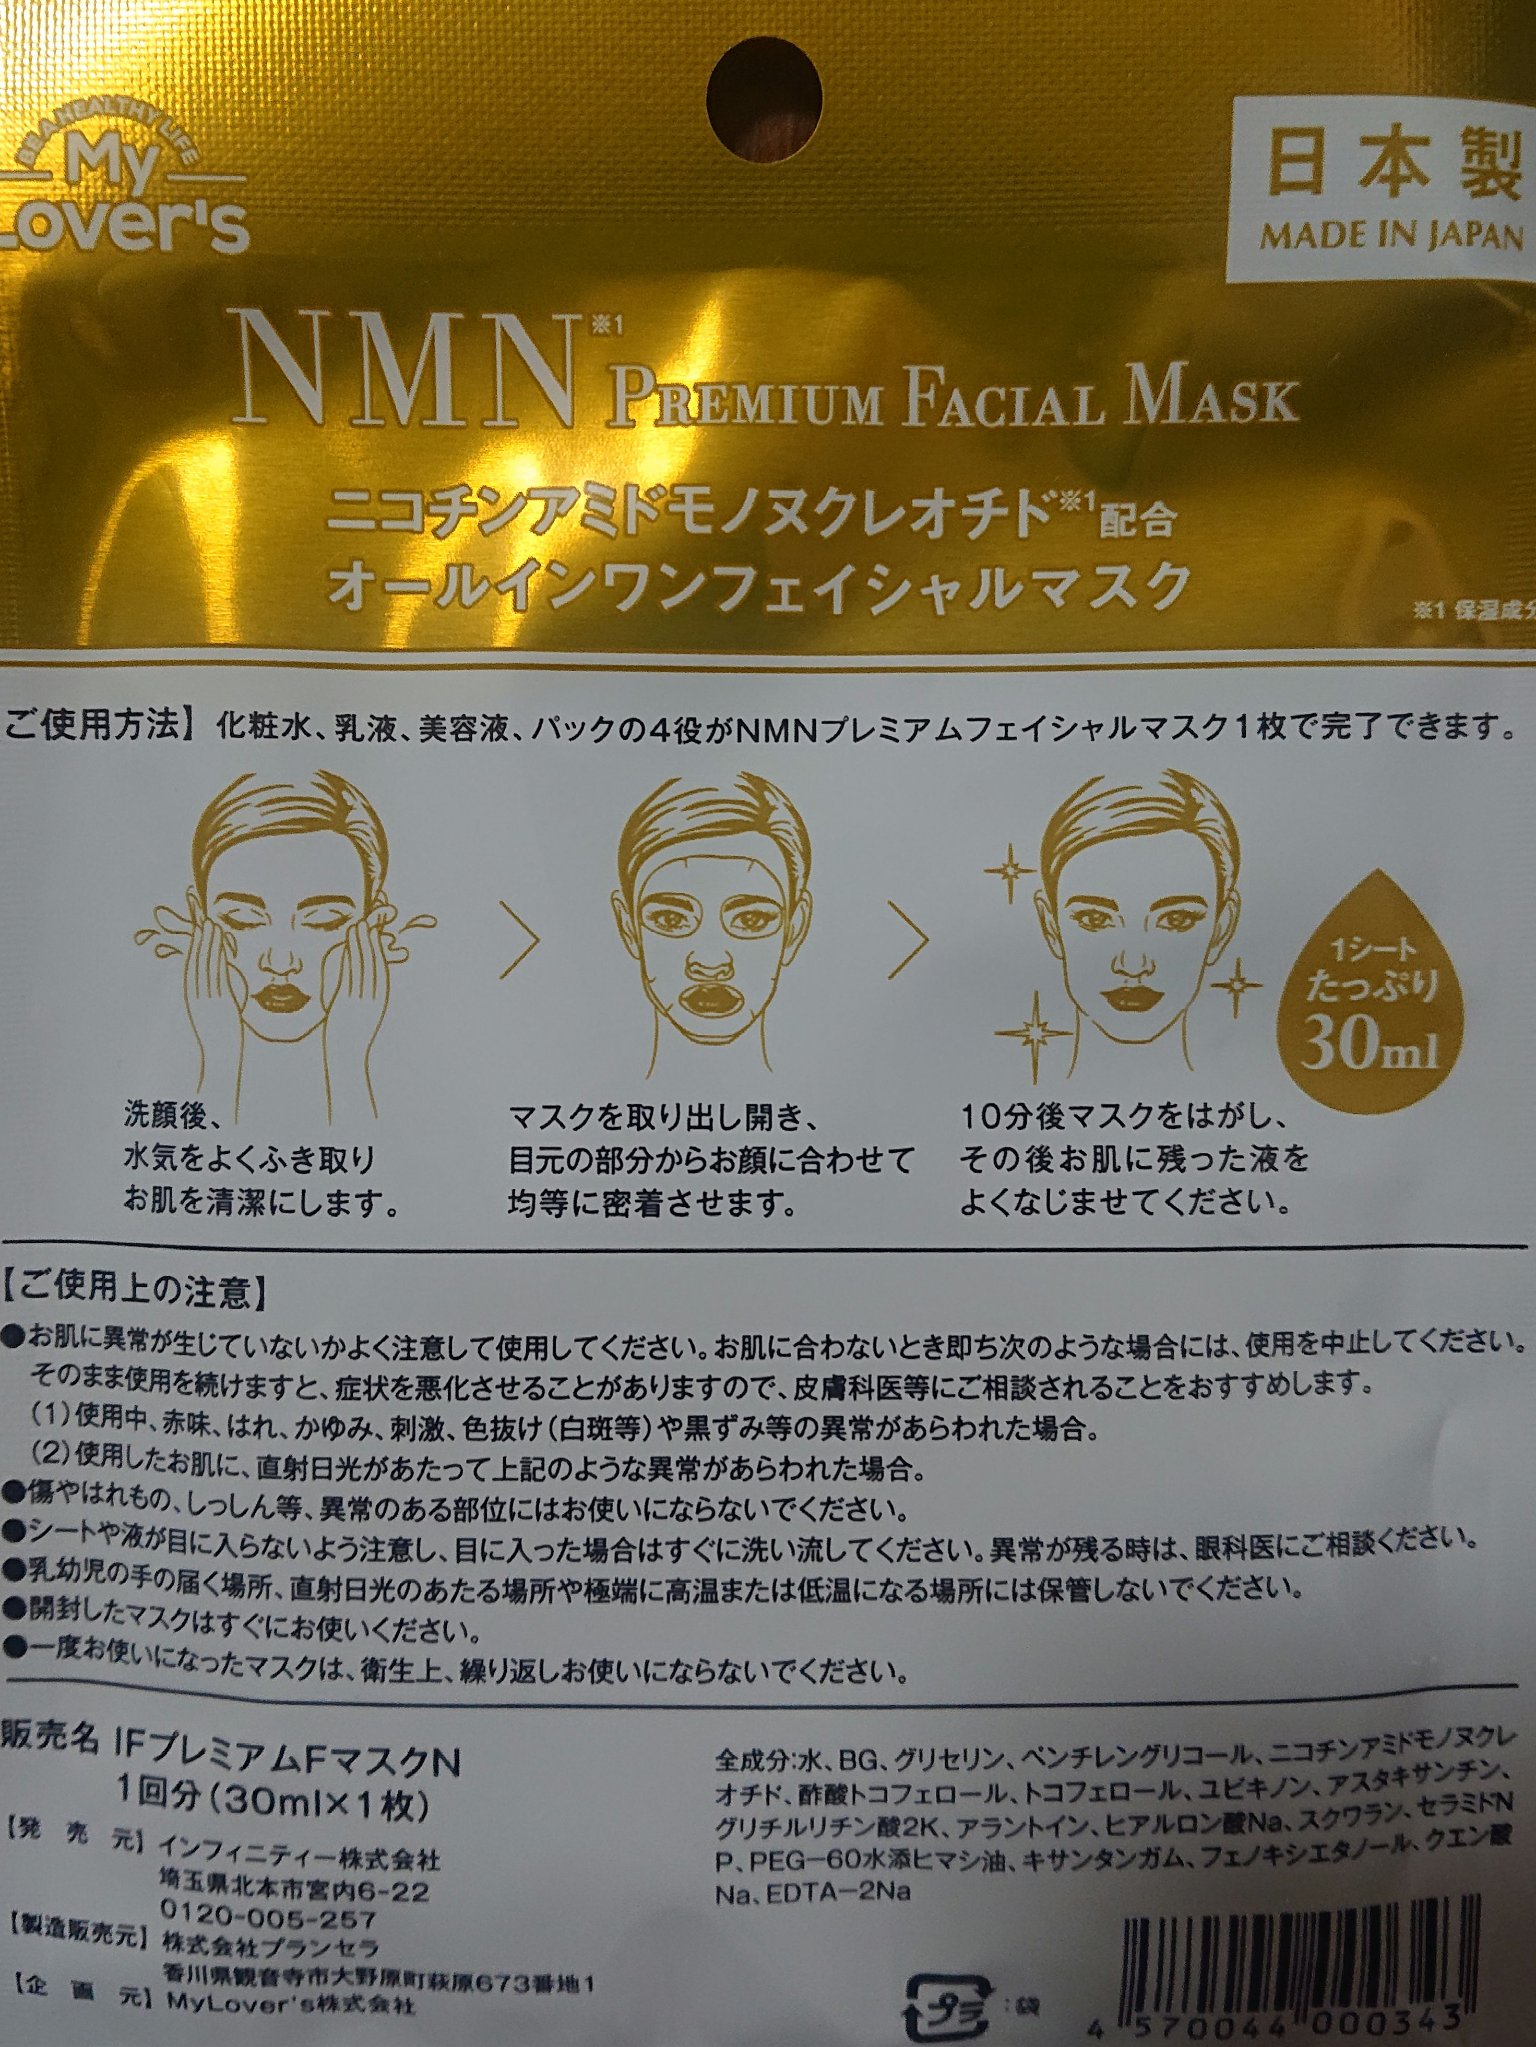 BE A HEALTHY LIFE
My
Lover's
日本製
MADE IN JAPAN
NMN※1 PREMIUM FACIAL MASK
ニコチンアミドモノヌクレオチド※1配合
オールインワンフェイシャルマスク
※1 保湿成分
ご使用方法】化粧水、乳液、美容液、パックの4役がNMNプレミアムフェイシャルマスク1枚で完了できます。
1シート
たっぷり
30ml
洗顔後、
水気をよくふき取り
お肌を清潔にします。
マスクを取り出し開き、
目元の部分からお顔に合わせて
均等に密着させます。
10分後マスクをはがし、
その後お肌に残った液を
よくなじませてください。
【ご使用上の注意】
●お肌に異常が生じていないかよく注意して使用してください。お肌に合わないとき即ち次のような場合には、使用を中止してください。
そのまま使用を続けますと、症状を悪化させることがありますので、皮膚科医等にご相談されることをおすすめします。
(1)使用中、赤味、はれ、かゆみ、刺激、色抜け(白斑等)や黒ずみ等の異常があらわれた場合。
(2)使用したお肌に、直射日光があたって上記のような異常があらわれた場合。
●傷やはれもの、しっしん等、異常のある部位にはお使いにならないでください。
●シートや液が目に入らないよう注意し、目に入った場合はすぐに洗い流してください。異常が残る時は、眼科医にご相談ください。
●乳幼児の手の届く場所、直射日光のあたる場所や極端に高温または低温になる場所には保管しないでください。
●開封したマスクはすぐにお使いください。
●一度お使いになったマスクは、衛生上、繰り返しお使いにならないでください。
販売名 IFプレミアムFマスクN
1回分(30ml×1枚)
【発売元】インフィニティー株式会社
埼玉県北本市宮内6-22
0120-005-257
【製造販売元】株式会社プランセラ
香川県観音寺市大野原町萩原673番地1
【企画元】MyLover's株式会社
全成分:水、BG、グリセリン、ペンチレングリコール、ニコチンアミドモノヌクレ
オチド、酢酸トコフェロール、トコフェロール、ユビキノン、アスタキサンチン、
グリチルリチン酸2K、アラントイン、ヒアルロン酸Na、スクワラン、セラミドN
P、PEG-60水添ヒマシ油、キサンタンガム、フェノキシエタノール、クエン酸
Na、EDTA-2Na
プラ:袋
4 570044 000343